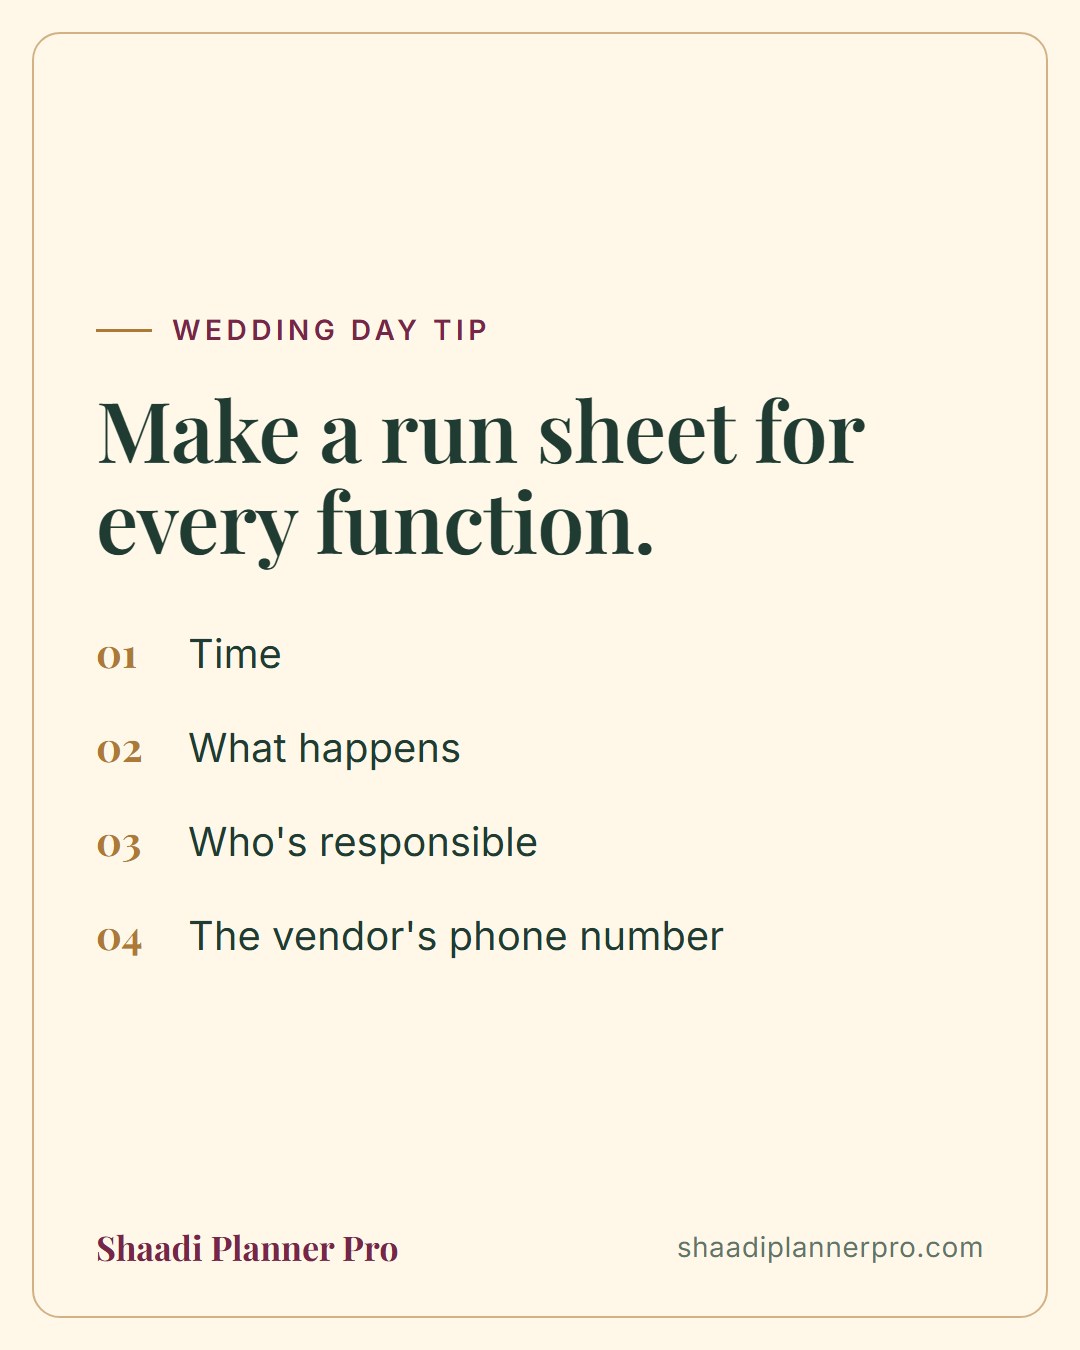 WEDDING DAY TIP
Make a run sheet for
every function.
01 Time
02 What happens
03 Who's responsible
04 The vendor's phone number
Shaadi Planner Pro
shaadiplannerpro.com